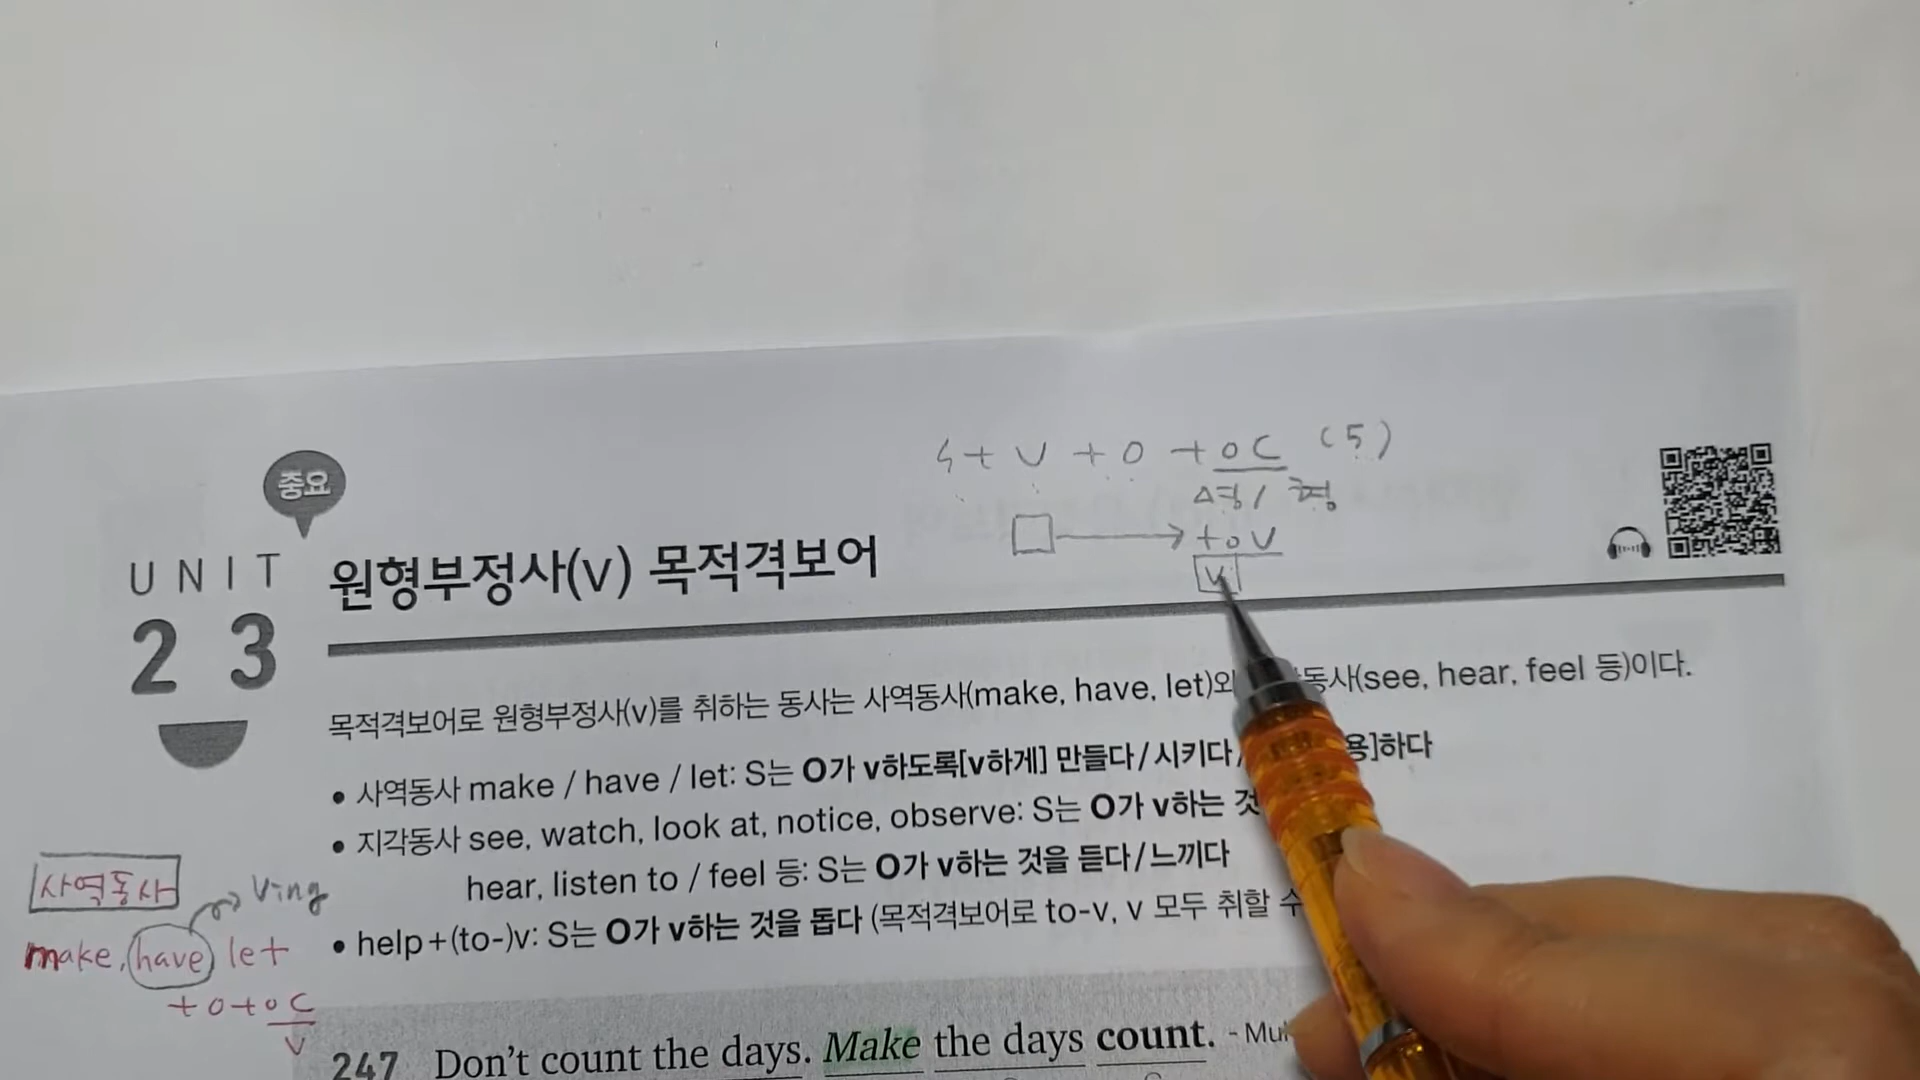 S + V + O + OC (5)
명 / 형
to V
V
중요
UNIT
23
원형부정사(v) 목적격보어
목적격보어로 원형부정사(v)를 취하는 동사는 사역동사(make, have, let)와 동사(see, hear, feel 등)이다.
• 사역동사 make / have / let: S는 O가 v하도록[v하게] 만들다/시키다/ 용]하다
• 지각동사 see, watch, look at, notice, observe: S는 O가 v하는 것
hear, listen to / feel 등: S는 O가 v하는 것을 듣다/느끼다
• help+(to-)v: S는 O가 v하는 것을 돕다 (목적격보어로 to-v, v 모두 취할 수
사역동사
Ving
make, have let
+ O + OC
V
247 Don't count the days. Make the days count. -